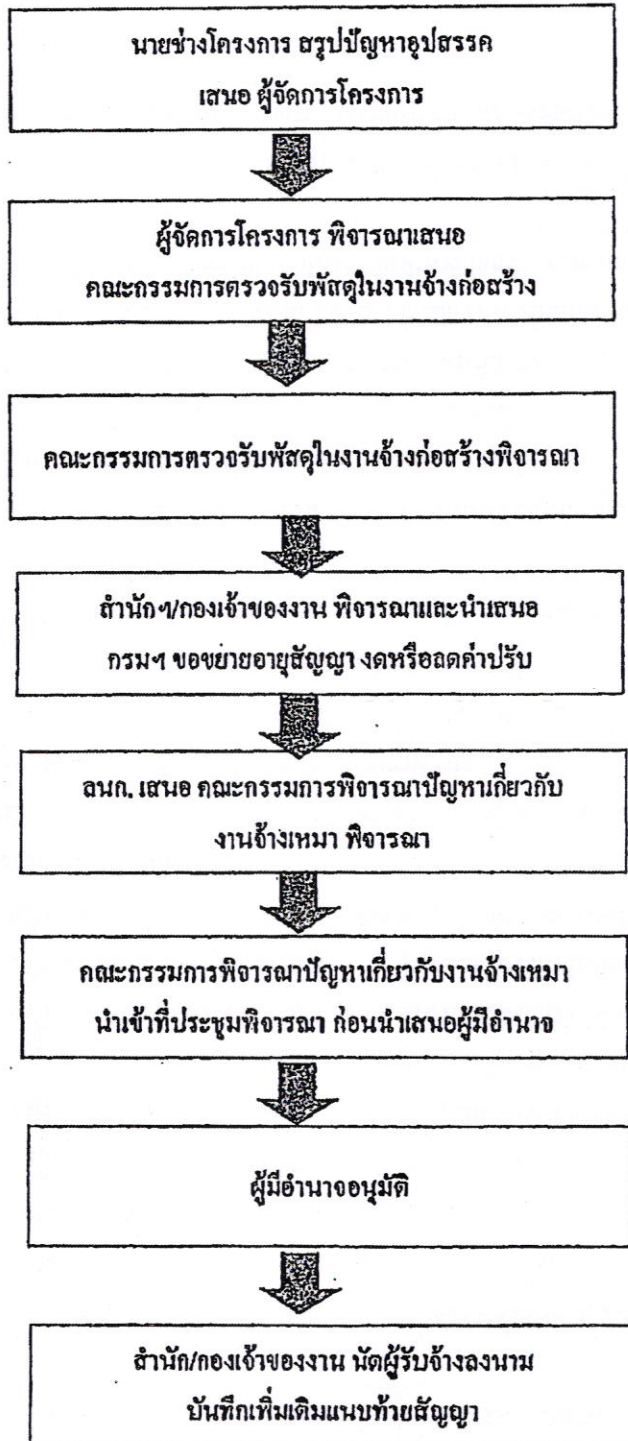 นายช่างโครงการ สรุปปัญหาอุปสรรค
เสนอ ผู้จัดการโครงการ
ผู้จัดการโครงการ พิจารณาเสนอ
คณะกรรมการตรวจรับพัสดุในงานจ้างก่อสร้าง
คณะกรรมการตรวจรับพัสดุในงานจ้างก่อสร้างพิจารณา
สำนักฯ/กองเจ้าของงาน พิจารณาและนำเสนอ
กรมฯ ขอขยายอายุสัญญา งดหรือลดค่าปรับ
ลนก. เสนอ คณะกรรมการพิจารณาปัญหาเกี่ยวกับ
งานจ้างเหมา พิจารณา
คณะกรรมการพิจารณาปัญหาเกี่ยวกับงานจ้างเหมา
นำเข้าที่ประชุมพิจารณา ก่อนนำเสนอผู้มีอำนาจ
ผู้มีอำนาจอนุมัติ
สำนัก/กองเจ้าของงาน นัดผู้รับจ้างลงนาม
บันทึกเพิ่มเติมแนบท้ายสัญญา